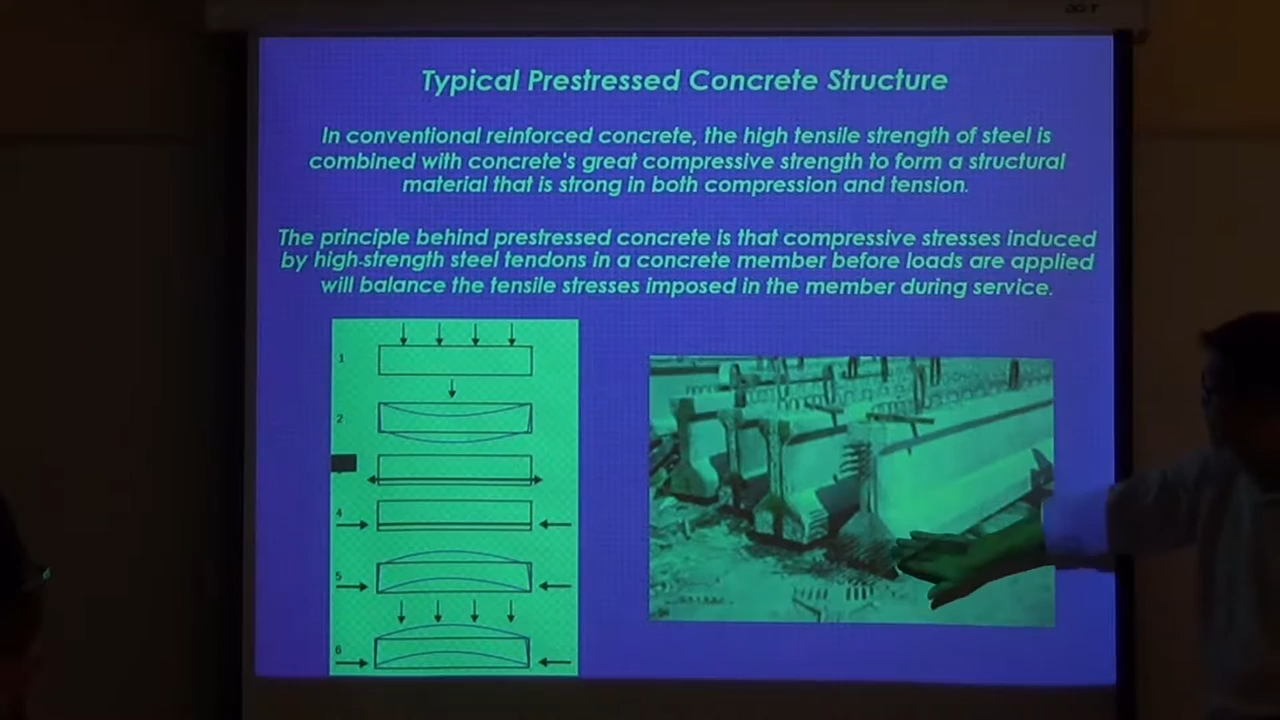 acer
Typical Prestressed Concrete Structure
In conventional reinforced concrete, the high tensile strength of steel is
combined with concrete's great compressive strength to form a structural
material that is strong in both compression and tension.
The principle behind prestressed concrete is that compressive stresses induced
by high-strength steel tendons in a concrete member before loads are applied
will balance the tensile stresses imposed in the member during service.
1
2
4
5
6